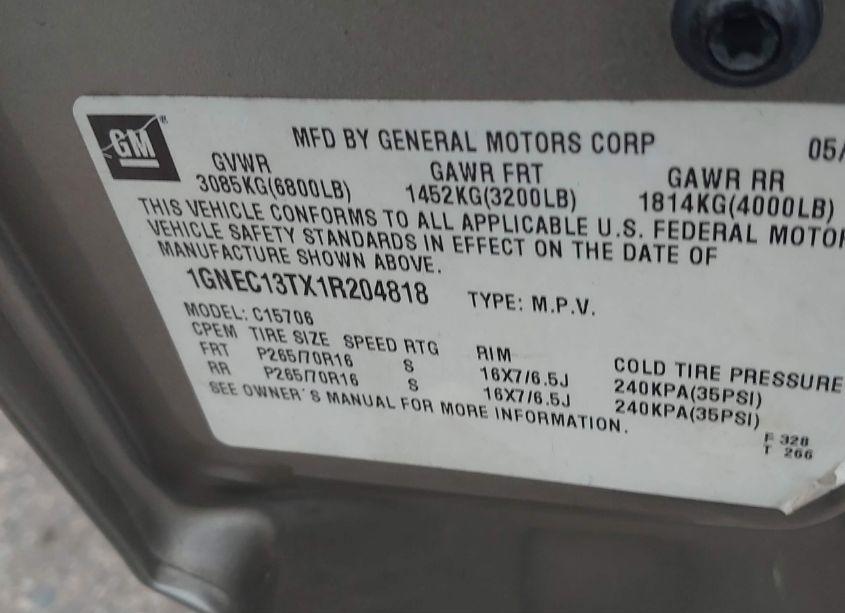 GM
MFD BY GENERAL MOTORS CORP 05/
GVWR GAWR FRT GAWR RR
3085KG(6800LB) 1452KG(3200LB) 1814KG(4000LB)
THIS VEHICLE CONFORMS TO ALL APPLICABLE U.S. FEDERAL MOTOR
VEHICLE SAFETY STANDARDS IN EFFECT ON THE DATE OF
MANUFACTURE SHOWN ABOVE.
1GNEC13TX1R204818 TYPE: M.P.V.
MODEL: C15706
CPEM TIRE SIZE SPEED RTG RIM COLD TIRE PRESSURE
FRT P265/70R16 S 16X7/6.5J 240KPA(35PSI)
RR P265/70R16 S 16X7/6.5J 240KPA(35PSI)
SEE OWNER'S MANUAL FOR MORE INFORMATION.
F 328
T 266